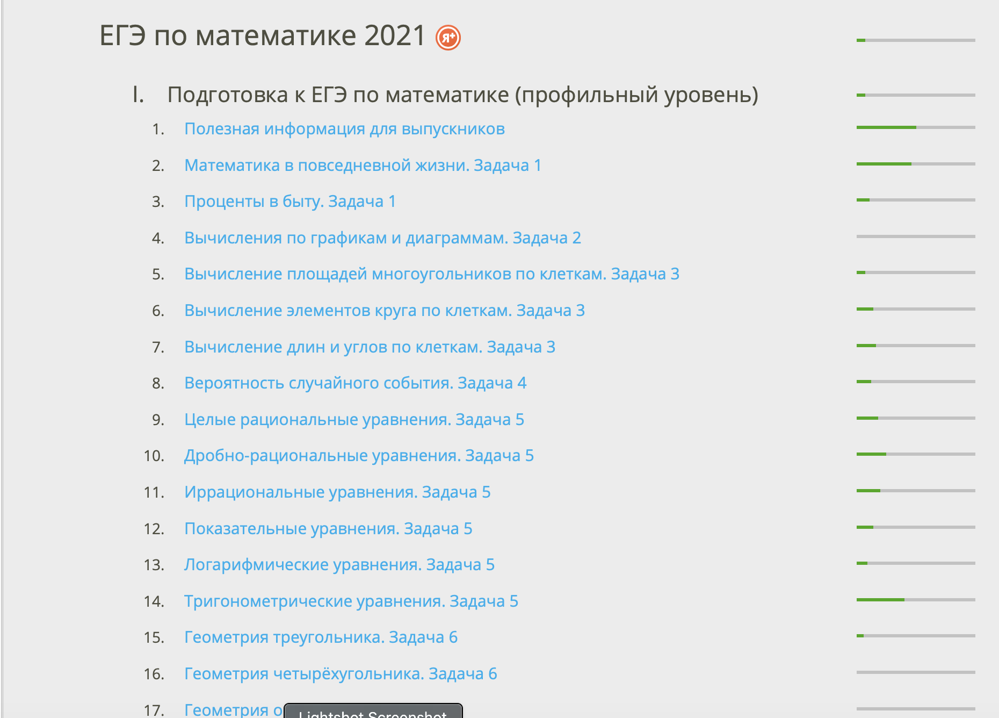 ЕГЭ по математике 2021 Я+
I. Подготовка к ЕГЭ по математике (профильный уровень)
1. Полезная информация для выпускников
2. Математика в повседневной жизни. Задача 1
3. Проценты в быту. Задача 1
4. Вычисления по графикам и диаграммам. Задача 2
5. Вычисление площадей многоугольников по клеткам. Задача 3
6. Вычисление элементов круга по клеткам. Задача 3
7. Вычисление длин и углов по клеткам. Задача 3
8. Вероятность случайного события. Задача 4
9. Целые рациональные уравнения. Задача 5
10. Дробно-рациональные уравнения. Задача 5
11. Иррациональные уравнения. Задача 5
12. Показательные уравнения. Задача 5
13. Логарифмические уравнения. Задача 5
14. Тригонометрические уравнения. Задача 5
15. Геометрия треугольника. Задача 6
16. Геометрия четырёхугольника. Задача 6
17. Геометрия
Lightshot Screenshot